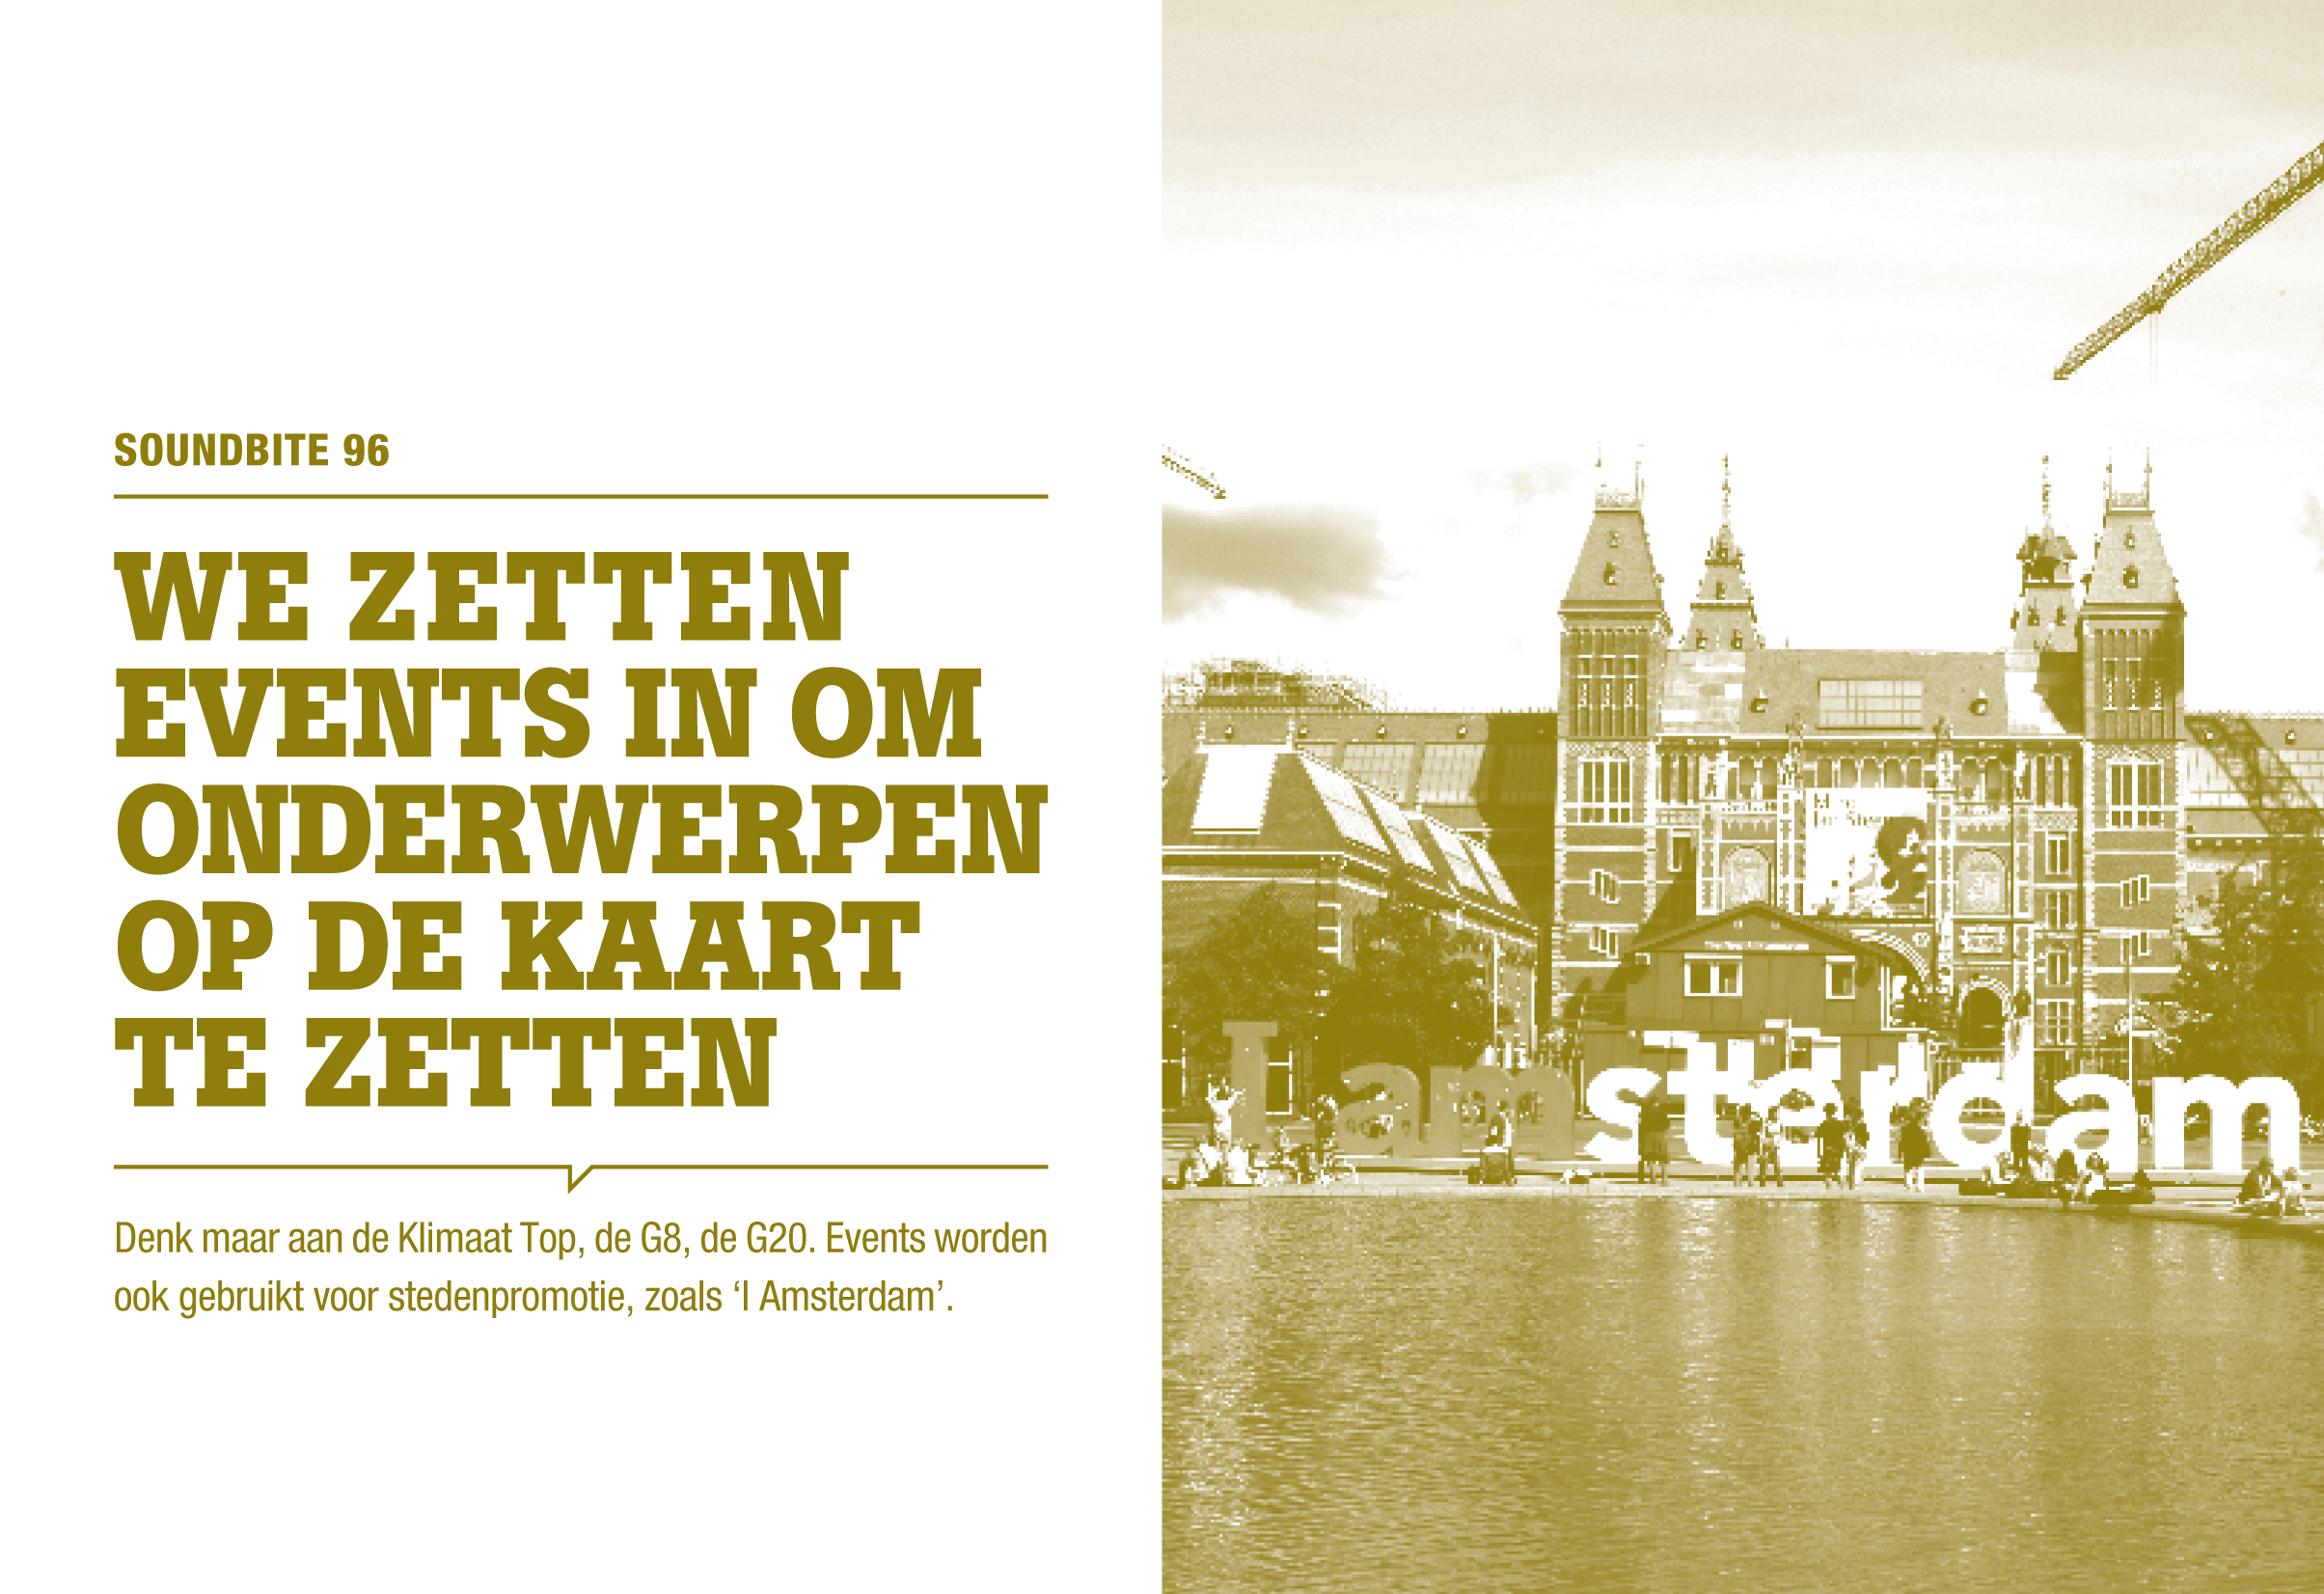 SOUNDBITE 96
WE ZETTEN
EVENTS IN OM
ONDERWERPEN
OP DE KAART
TE ZETTEN
Denk maar aan de Klimaat Top, de G8, de G20. Events worden
ook gebruikt voor stedenpromotie, zoals ‘I Amsterdam’.
I amsterdam